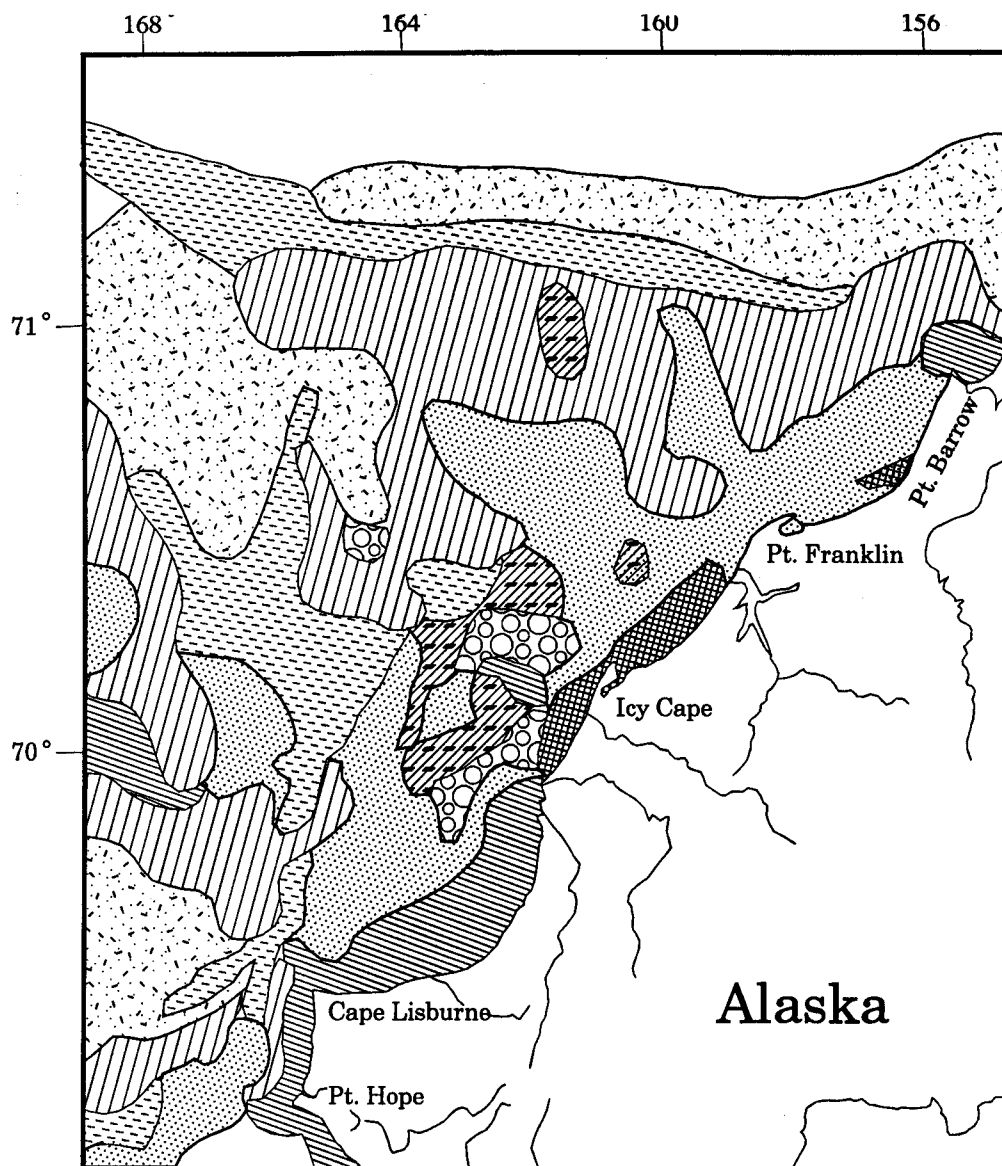 168°
164
160
156
71°
Pt. Barrow
Pt. Franklin
Icy Cape
70°
Alaska
Cape Lisburne
Pt. Hope